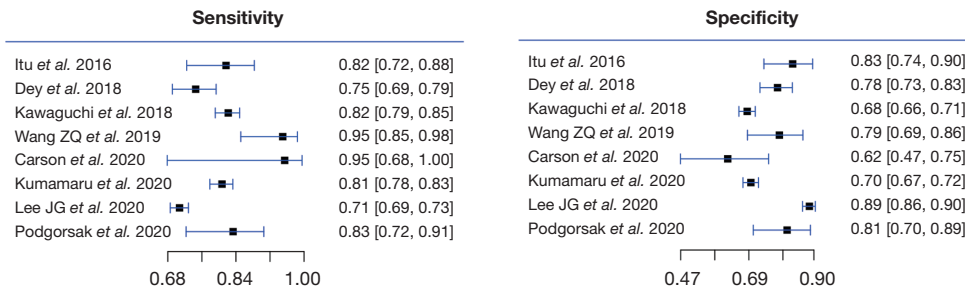 Sensitivity
Itu et al. 2016 0.82 [0.72, 0.88]
Dey et al. 2018 0.75 [0.69, 0.79]
Kawaguchi et al. 2018 0.82 [0.79, 0.85]
Wang ZQ et al. 2019 0.95 [0.85, 0.98]
Carson et al. 2020 0.95 [0.68, 1.00]
Kumamaru et al. 2020 0.81 [0.78, 0.83]
Lee JG et al. 2020 0.71 [0.69, 0.73]
Podgorsak et al. 2020 0.83 [0.72, 0.91]
0.68 0.84 1.00
Specificity
Itu et al. 2016 0.83 [0.74, 0.90]
Dey et al. 2018 0.78 [0.73, 0.83]
Kawaguchi et al. 2018 0.68 [0.66, 0.71]
Wang ZQ et al. 2019 0.79 [0.69, 0.86]
Carson et al. 2020 0.62 [0.47, 0.75]
Kumamaru et al. 2020 0.70 [0.67, 0.72]
Lee JG et al. 2020 0.89 [0.86, 0.90]
Podgorsak et al. 2020 0.81 [0.70, 0.89]
0.47 0.69 0.90